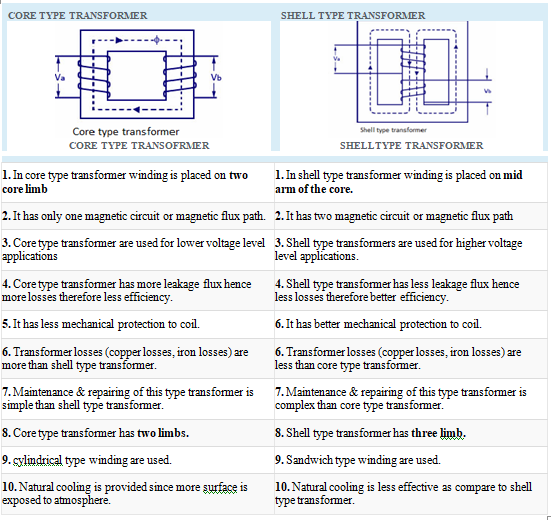 CORE TYPE TRANSFORMER
SHELL TYPE TRANSFORMER
Va
Vb
Va
Vb
Core type transformer
Shell type transformer
CORE TYPE TRANSOFRMER
SHELLTYPE TRANSFORMER
1. In core type transformer winding is placed on two
core limb
1. In shell type transformer winding is placed on mid
arm of the core.
2. It has only one magnetic circuit or magnetic flux path.
2. It has two magnetic circuit or magnetic flux path
3. Core type transformer are used for lower voltage level
applications
3. Shell type transformers are used for higher voltage
level applications.
4. Core type transformer has more leakage flux hence
more losses therefore less efficiency.
4. Shell type transformer has less leakage flux hence
less losses therefore better efficiency.
5. It has less mechanical protection to coil.
6. It has better mechanical protection to coil.
6. Transformer losses (copper losses, iron losses) are
more than shell type transformer.
6. Transformer losses (copper losses, iron losses) are
less than core type transformer.
7. Maintenance & repairing of this type transformer is
simple than shell type transformer.
7. Maintenance & repairing of this type transformer is
complex than core type transformer.
8. Core type transformer has two limbs.
8. Shell type transformer has three limb.
9. cylindrical type winding are used.
9. Sandwich type winding are used.
10. Natural cooling is provided since more surface is
exposed to atmosphere.
10. Natural cooling is less effective as compare to shell
type transformer.